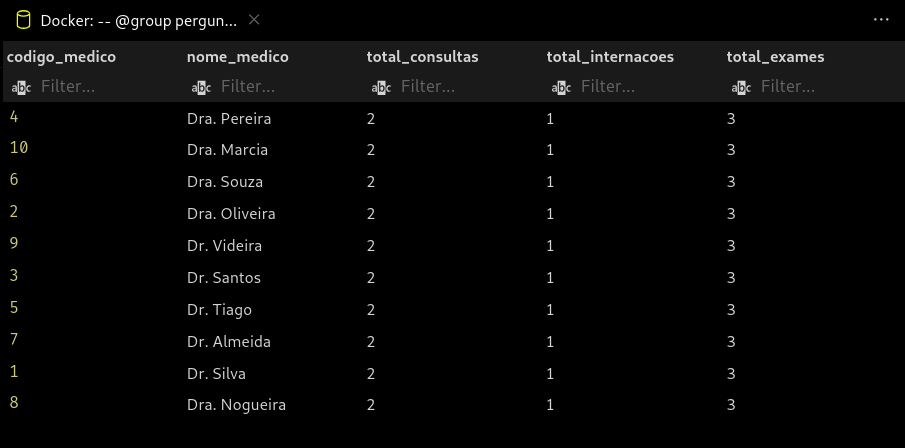 Docker: -- @group pergun...
codigo_medico nome_medico total_consultas total_internacoes total_exames
abc Filter... abc Filter... abc Filter... abc Filter... abc Filter...
4 Dra. Pereira 2 1 3
10 Dra. Marcia 2 1 3
6 Dra. Souza 2 1 3
2 Dra. Oliveira 2 1 3
9 Dr. Videira 2 1 3
3 Dr. Santos 2 1 3
5 Dr. Tiago 2 1 3
7 Dr. Almeida 2 1 3
1 Dr. Silva 2 1 3
8 Dra. Nogueira 2 1 3